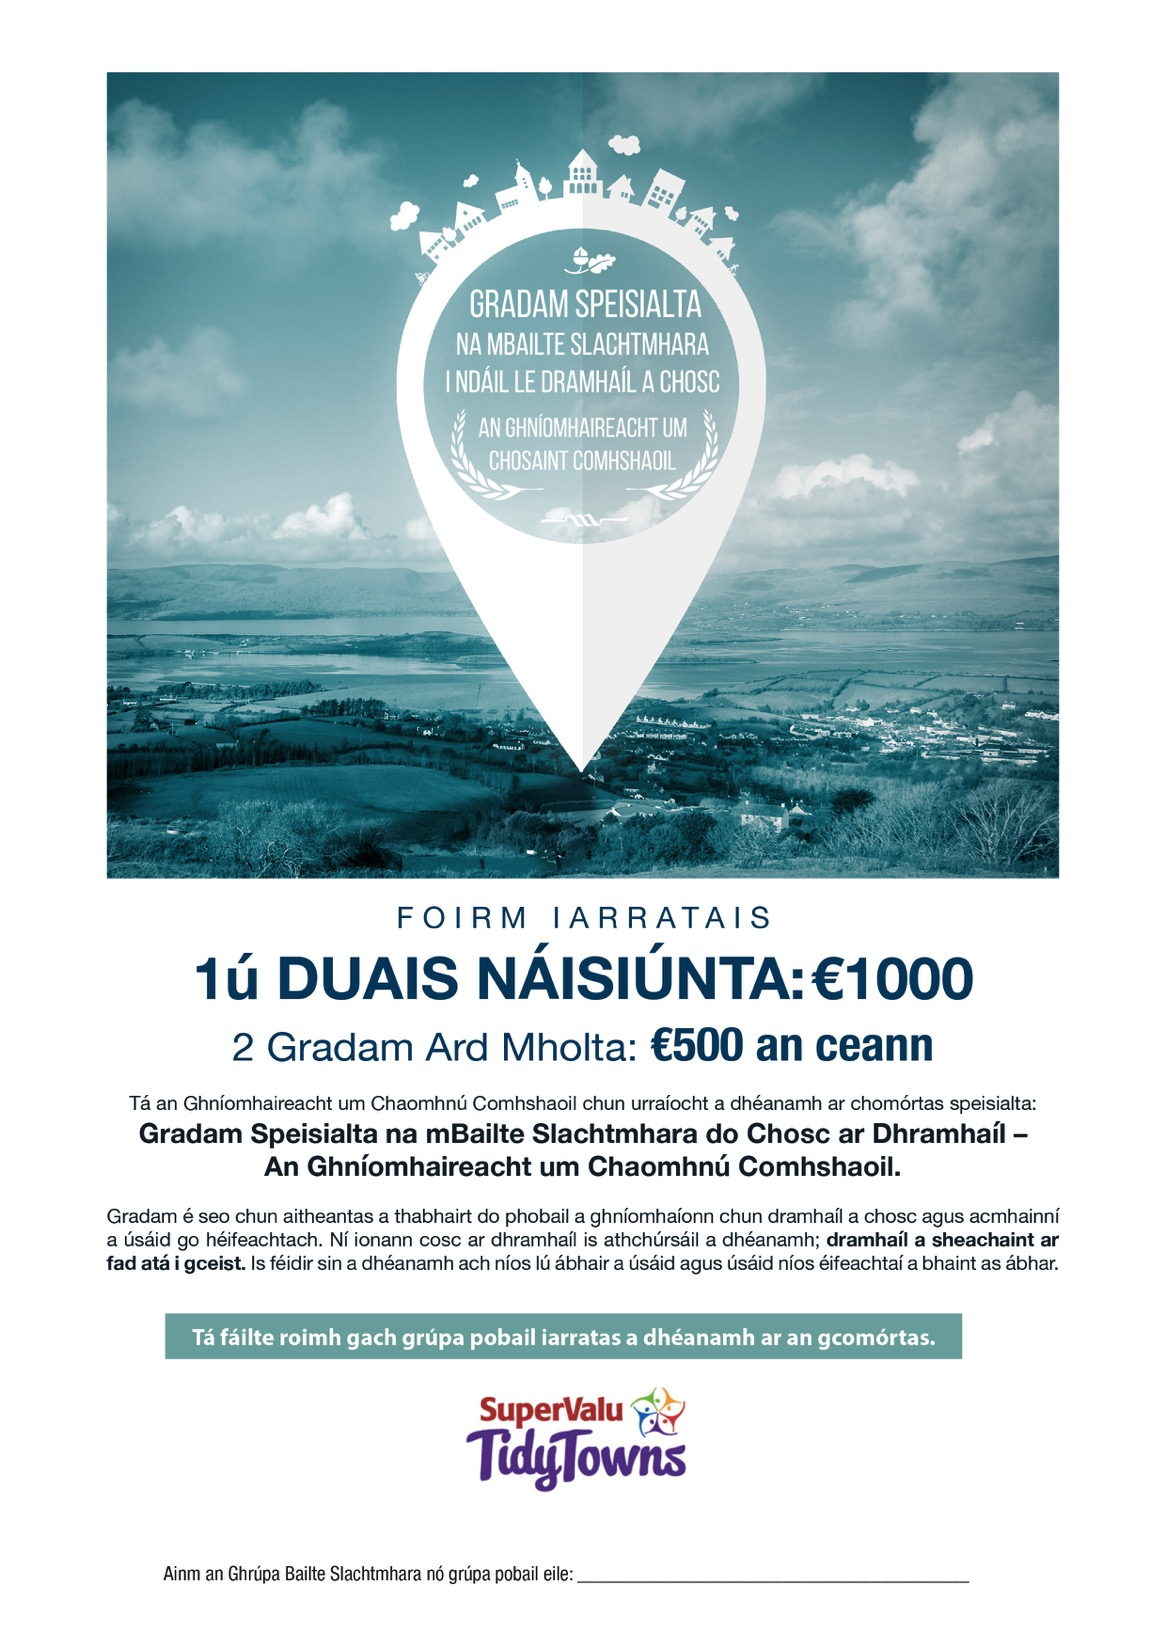 GRADAM SPEISIALTA
NA MBAILTE SLACHTMHARA
I NDÁIL LE DRAMHAÍL A CHOSC
AN GHNÍOMHAIREACHT UM
CHOSAINT COMHSHAOIL
FOIRM IARRATAIS
1ú DUAIS NÁISIÚNTA: €1000
2 Gradam Ard Mholta: €500 an ceann
Tá an Ghníomhaireacht um Chaomhnú Comhshaoil chun urraíocht a dhéanamh ar chomórtas speisialta:
Gradam Speisialta na mBailte Slachtmhara do Chosc ar Dhramhaíl –
An Ghníomhaireacht um Chaomhnú Comhshaoil.
Gradam é seo chun aitheantas a thabhairt do phobail a ghníomhaíonn chun dramhaíl a chosc agus acmhainní
a úsáid go héifeachtach. Ní ionann cosc ar dhramhaíl is athchúrsáil a dhéanamh; dramhaíl a sheachaint ar
fad atá i gceist. Is féidir sin a dhéanamh ach níos lú ábhair a úsáid agus úsáid níos éifeachtaí a bhaint as ábhar.
Tá fáilte roimh gach grúpa pobail iarratas a dhéanamh ar an gcomórtas.
SuperValu
TidyTowns
Ainm an Ghrúpa Bailte Slachtmhara nó grúpa pobail eile: ________________________________________